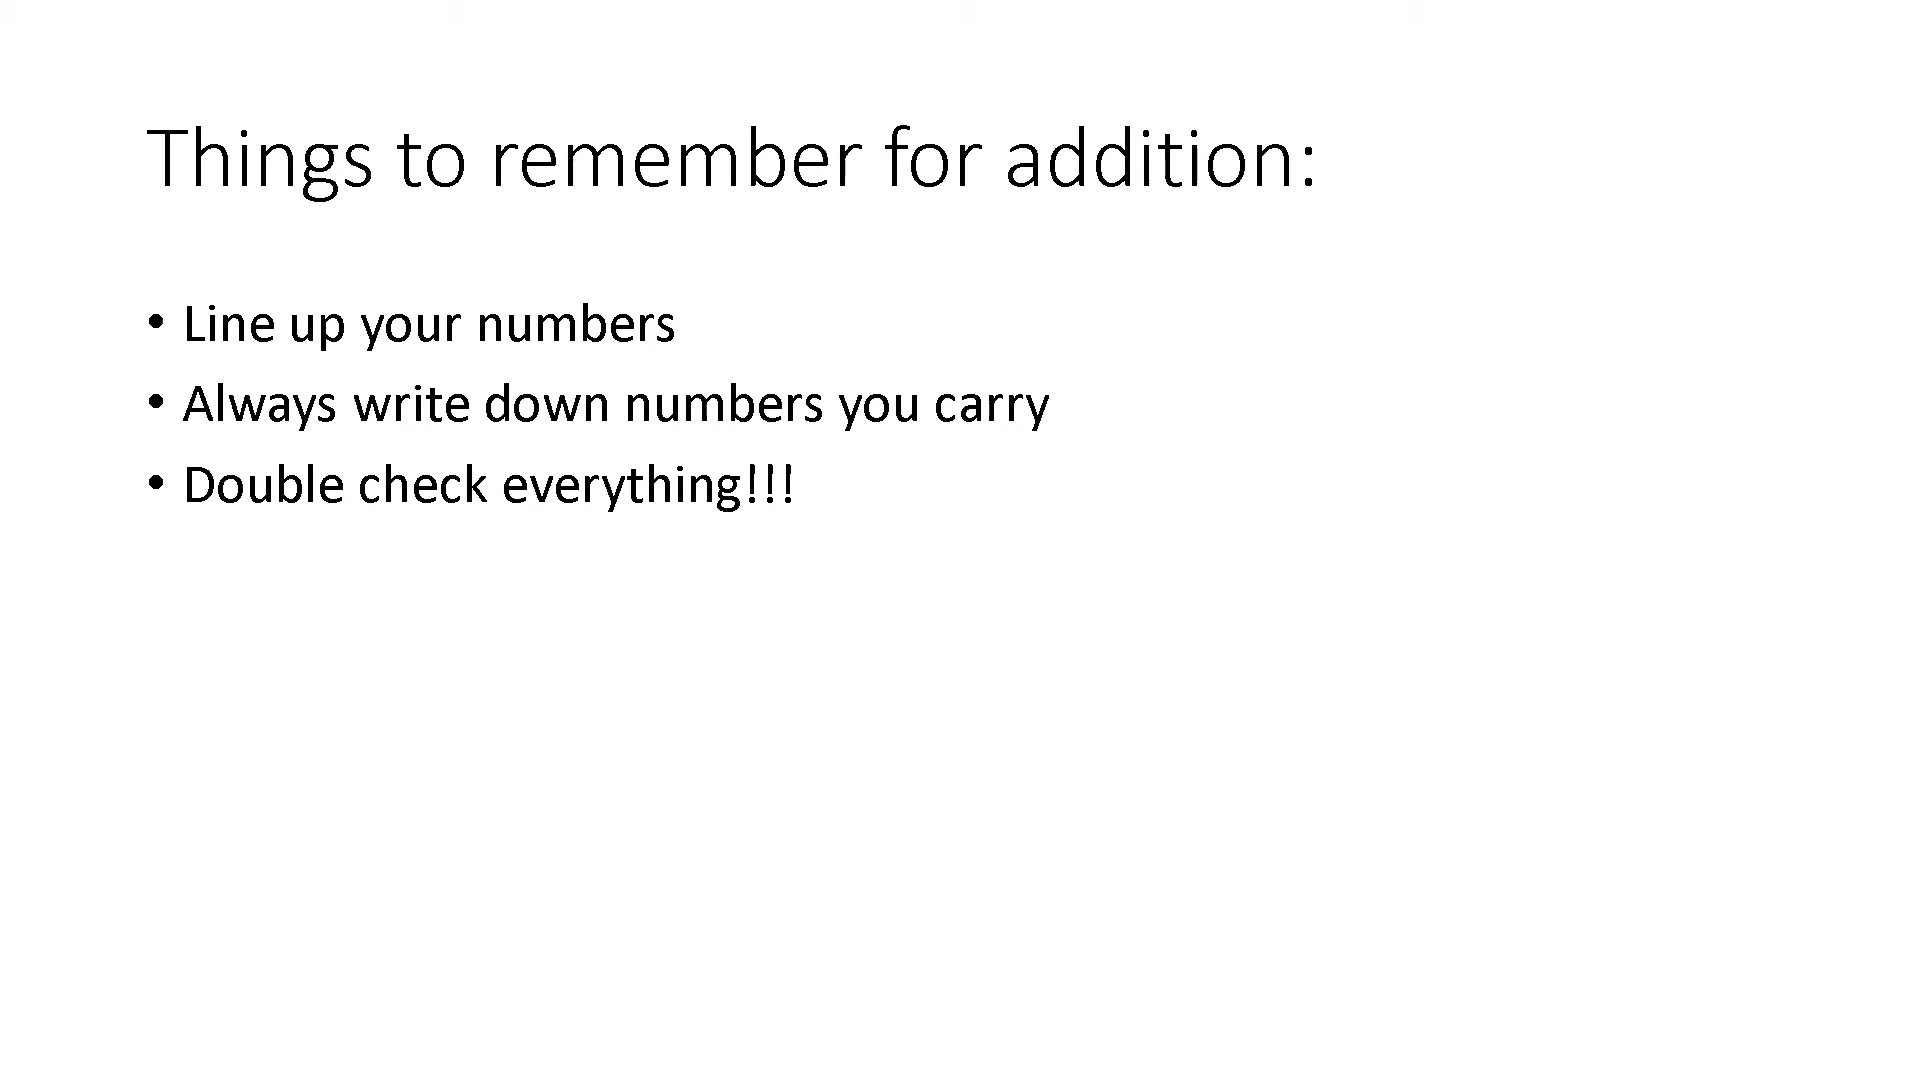 Things to remember for addition:
• Line up your numbers
• Always write down numbers you carry
• Double check everything!!!